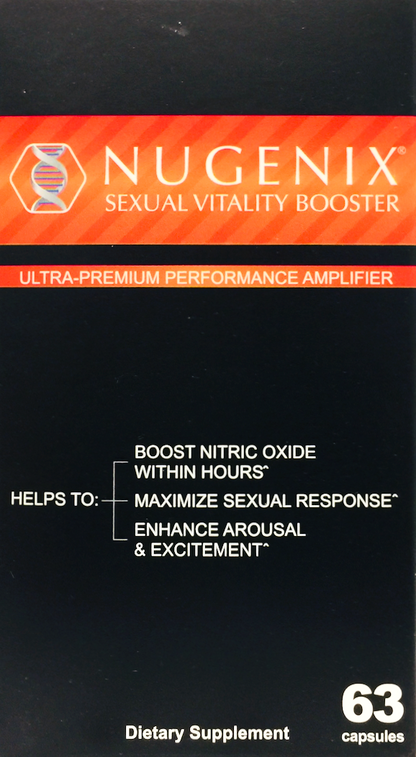 NUGENIX®
SEXUAL VITALITY BOOSTER
ULTRA-PREMIUM PERFORMANCE AMPLIFIER
HELPS TO:
BOOST NITRIC OXIDE
WITHIN HOURS^
MAXIMIZE SEXUAL RESPONSE^
ENHANCE AROUSAL
& EXCITEMENT^
63
capsules
Dietary Supplement